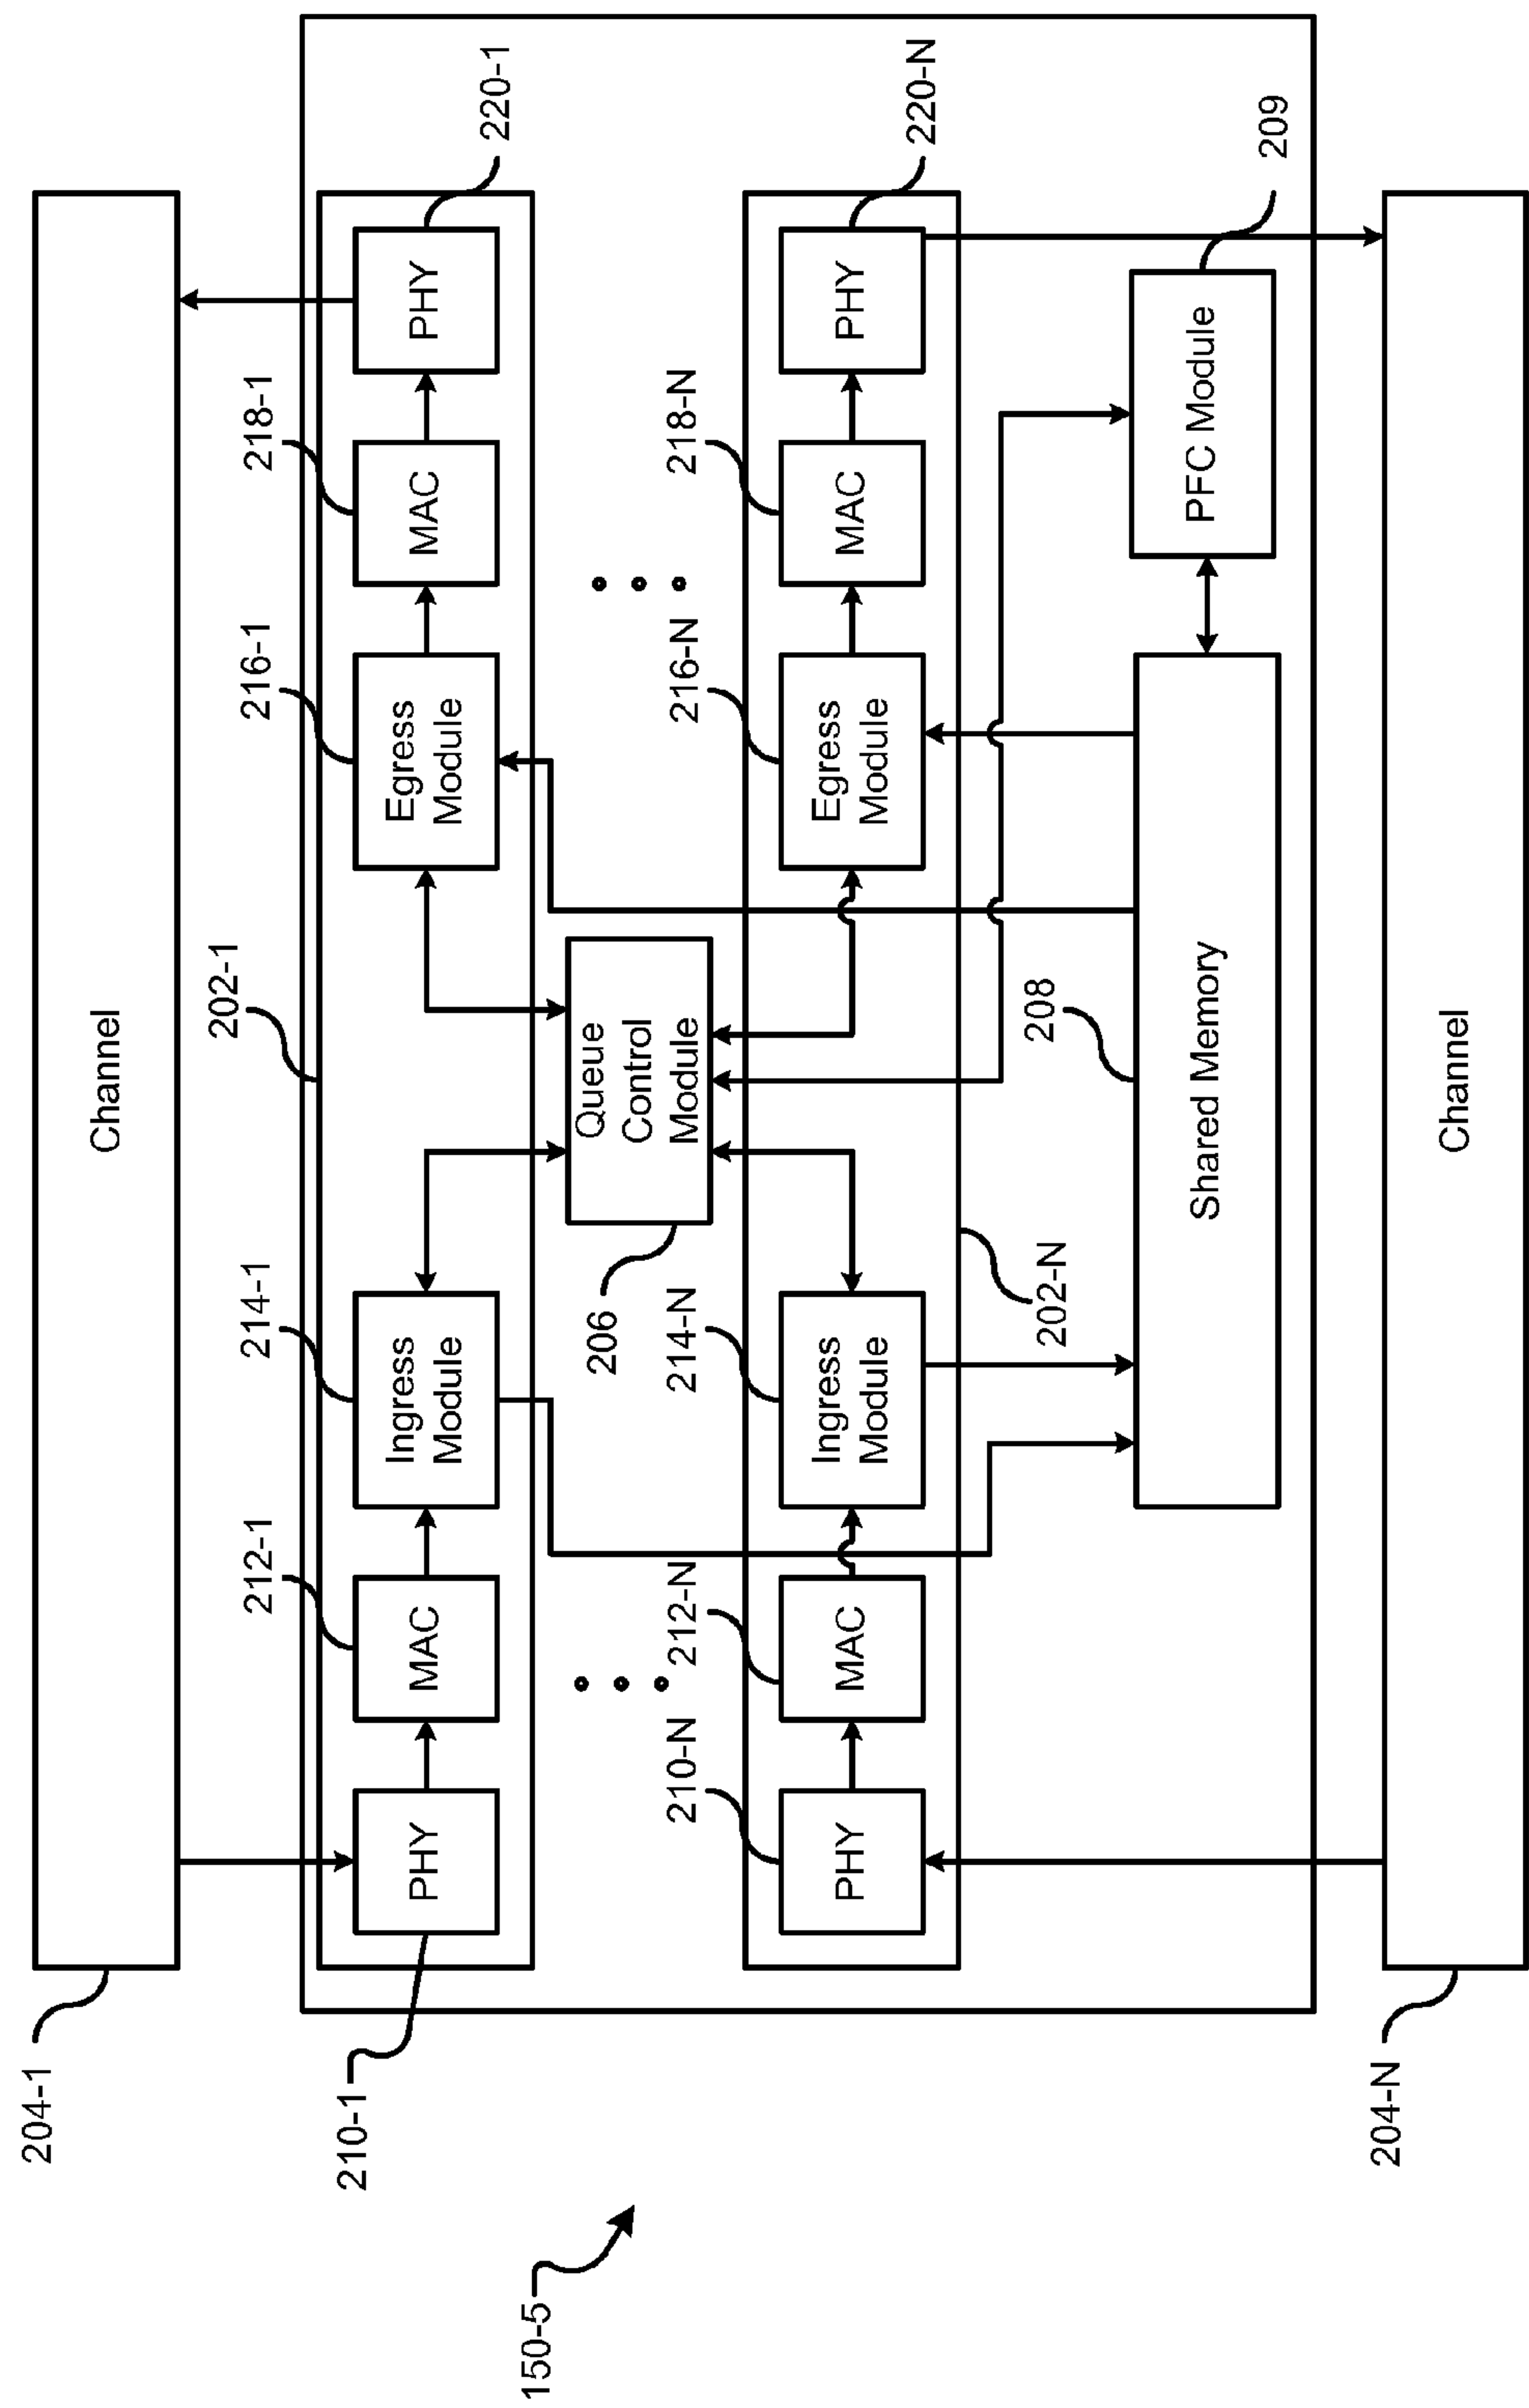 204-1
Channel
202-1
210-1
PHY
212-1
MAC
214-1
Ingress
Module
216-1
Egress
Module
218-1
MAC
220-1
PHY
206
Queue
Control
Module
150-5
210-N
PHY
212-N
MAC
214-N
Ingress
Module
216-N
Egress
Module
218-N
MAC
220-N
PHY
202-N
208
Shared Memory
209
PFC Module
204-N
Channel